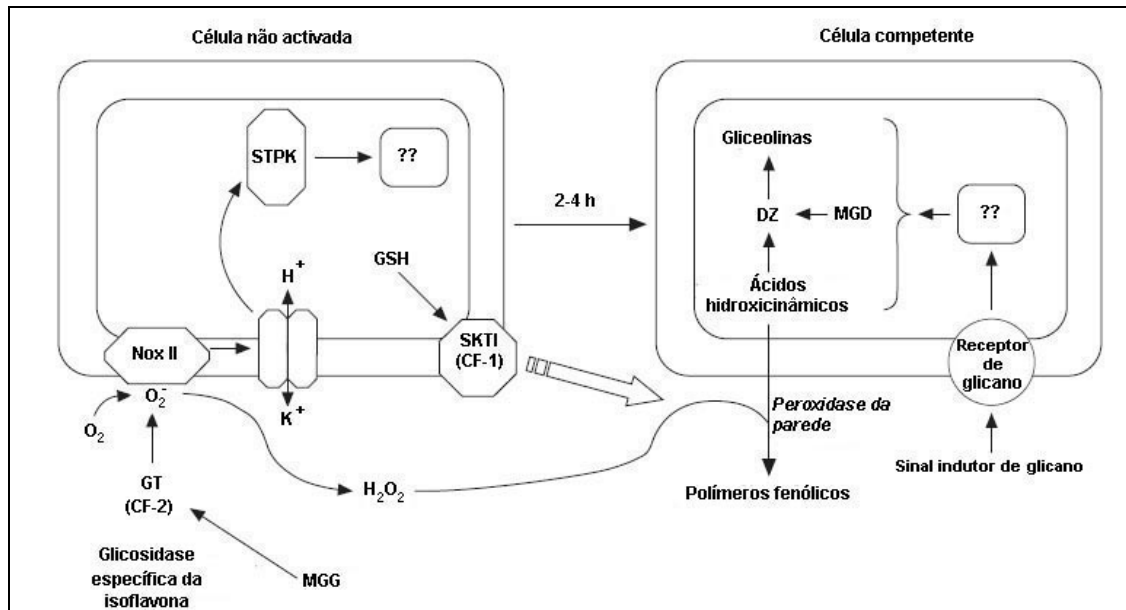 Célula não activada
Célula competente
STPK
??
Gliceolinas
DZ
MGD
??
2-4 h
GSH
H+
Ácidos
hidroxicinâmicos
Nox II
SKTI
(CF-1)
Receptor
de
glicano
O2-
K+
O2
Peroxidase da
parede
GT
(CF-2)
H2O2
Sinal indutor de glicano
Polímeros fenólicos
Glicosidase
específica da
isoflavona
MGG